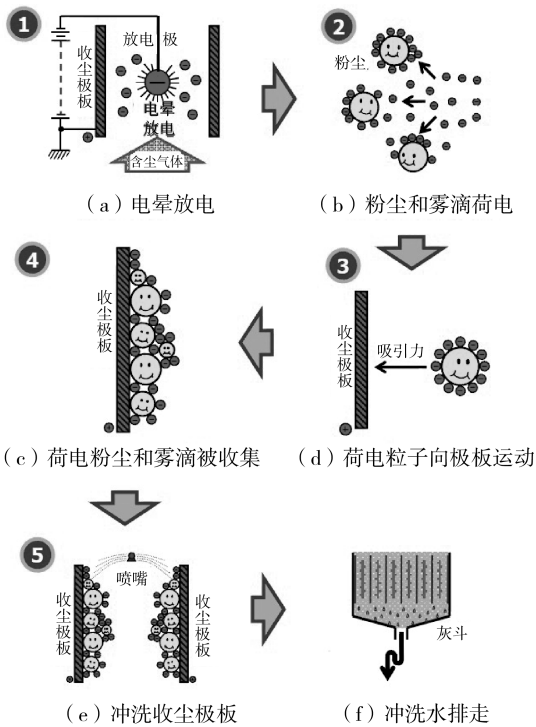 1
放电极
收尘极板
电晕
放电
含尘气体
(a)电晕放电
2
粉尘
(b)粉尘和雾滴荷电
4
收尘极板
(c)荷电粉尘和雾滴被收集
3
收尘极板
吸引力
(d)荷电粒子向极板运动
5
喷嘴
收尘极板
收尘极板
(e)冲洗收尘极板
灰斗
(f)冲洗水排走